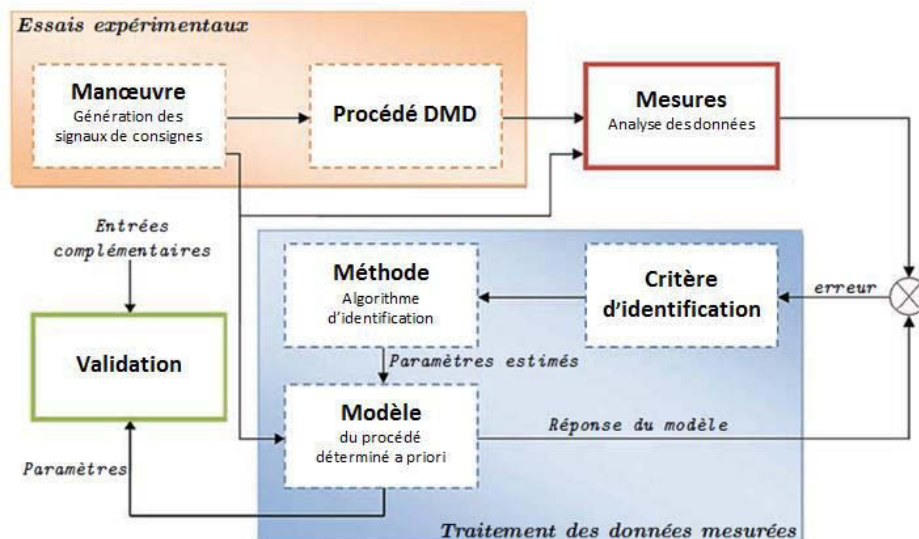 Essais expérimentaux
Manœuvre
Génération des
signaux de consignes
Procédé DMD
Mesures
Analyse des données
Entrées
complémentaires
Méthode
Algorithme
d'identification
Critère
d'identification
erreur
Validation
Paramètres estimés
Modèle
du procédé
déterminé a priori
Réponse du modèle
Paramètres
Traitement des données mesurées